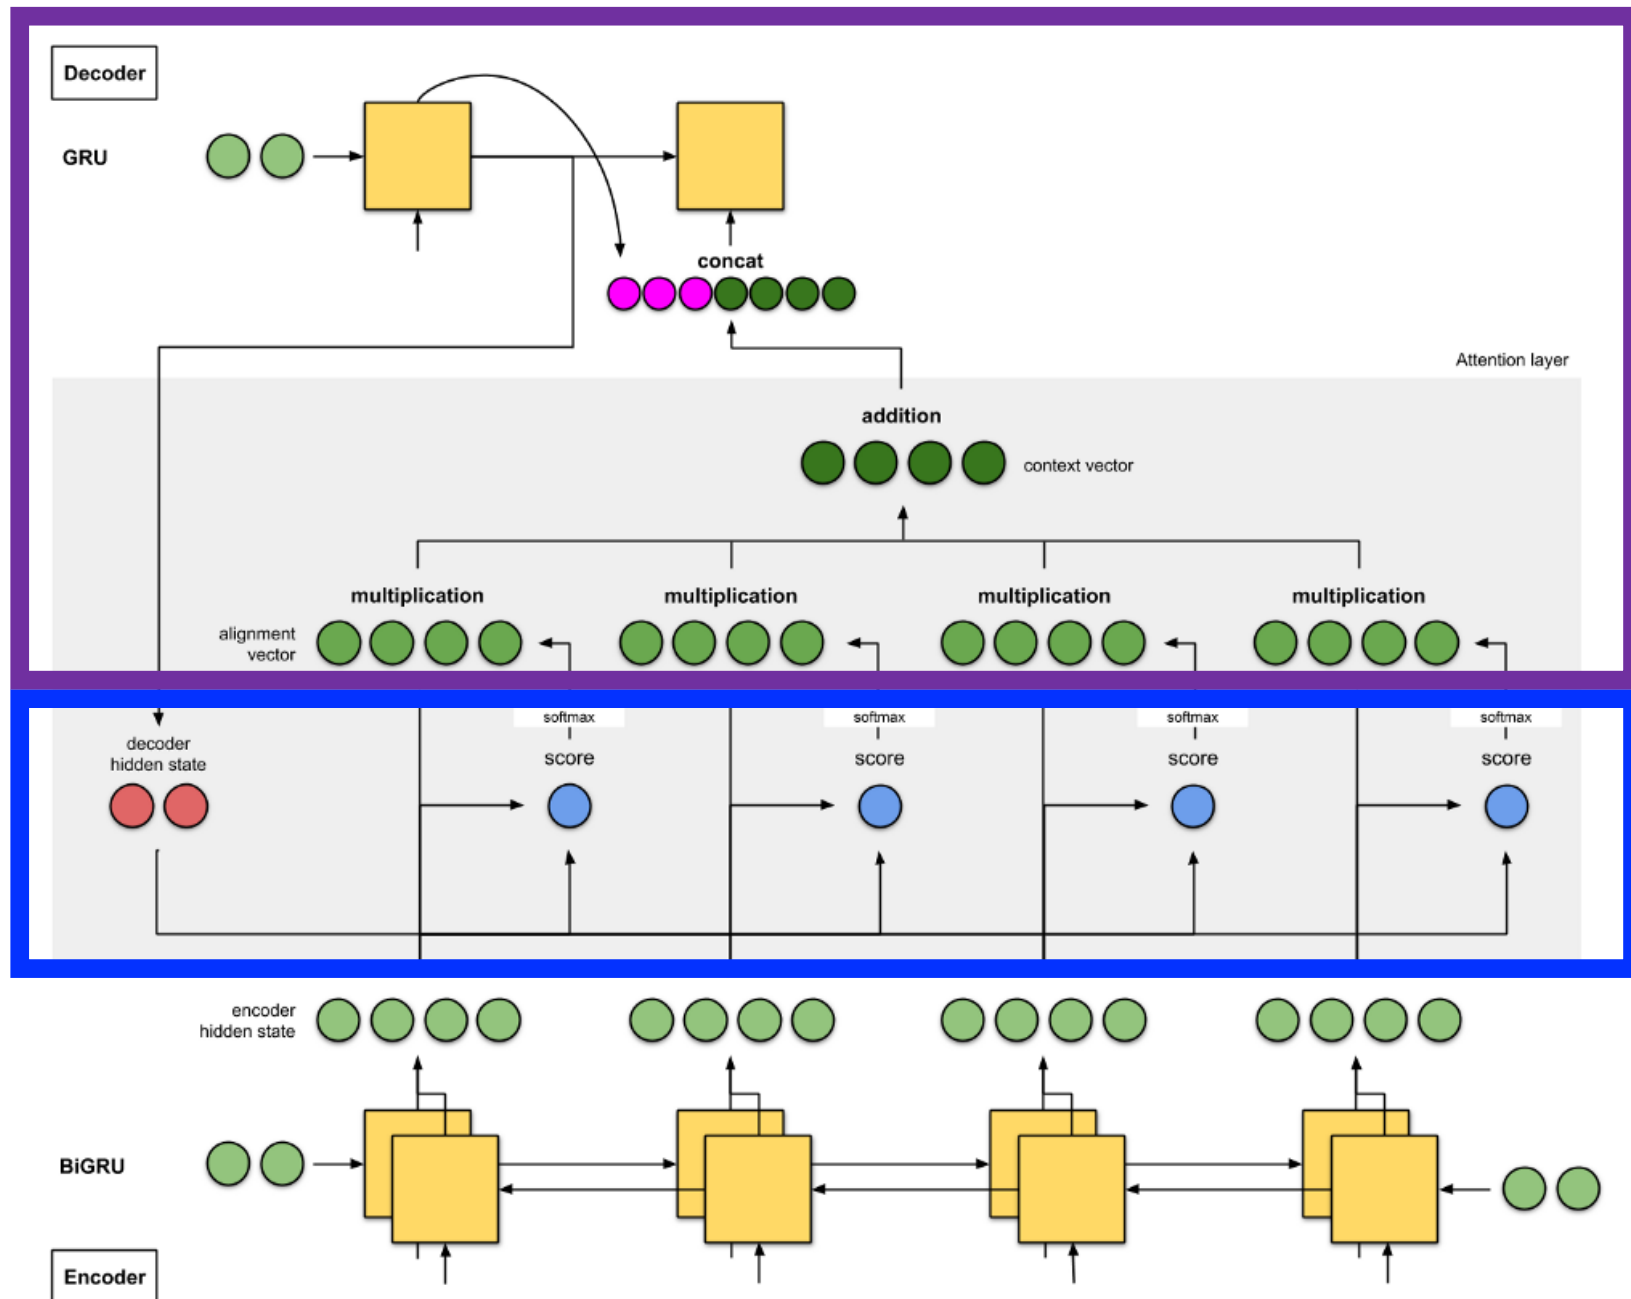 Decoder
GRU
concat
Attention layer
addition
context vector
multiplication
multiplication
multiplication
multiplication
alignment
vector
softmax
softmax
softmax
softmax
decoder
hidden state
score
score
score
score
encoder
hidden state
BiGRU
Encoder